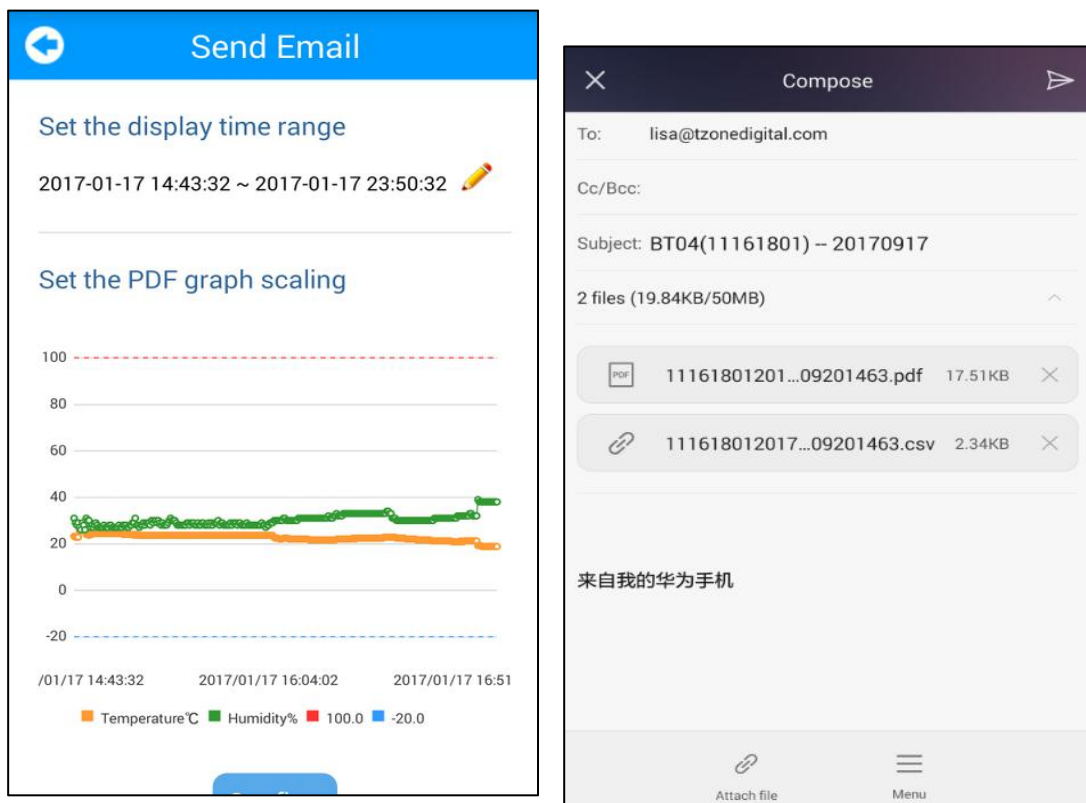 Send Email
Set the display time range
2017-01-17 14:43:32 ~ 2017-01-17 23:50:32
Set the PDF graph scaling
100
80
60
40
20
0
-20
/01/17 14:43:32 2017/01/17 16:04:02 2017/01/17 16:51
Temperature℃ Humidity% 100.0 -20.0
Compose
To: lisa@tzonedigital.com
Cc/Bcc:
Subject: BT04(11161801) -- 20170917
2 files (19.84KB/50MB)
PDF 11161801201...09201463.pdf 17.51KB
111618012017...09201463.csv 2.34KB
来自我的华为手机
Attach file Menu